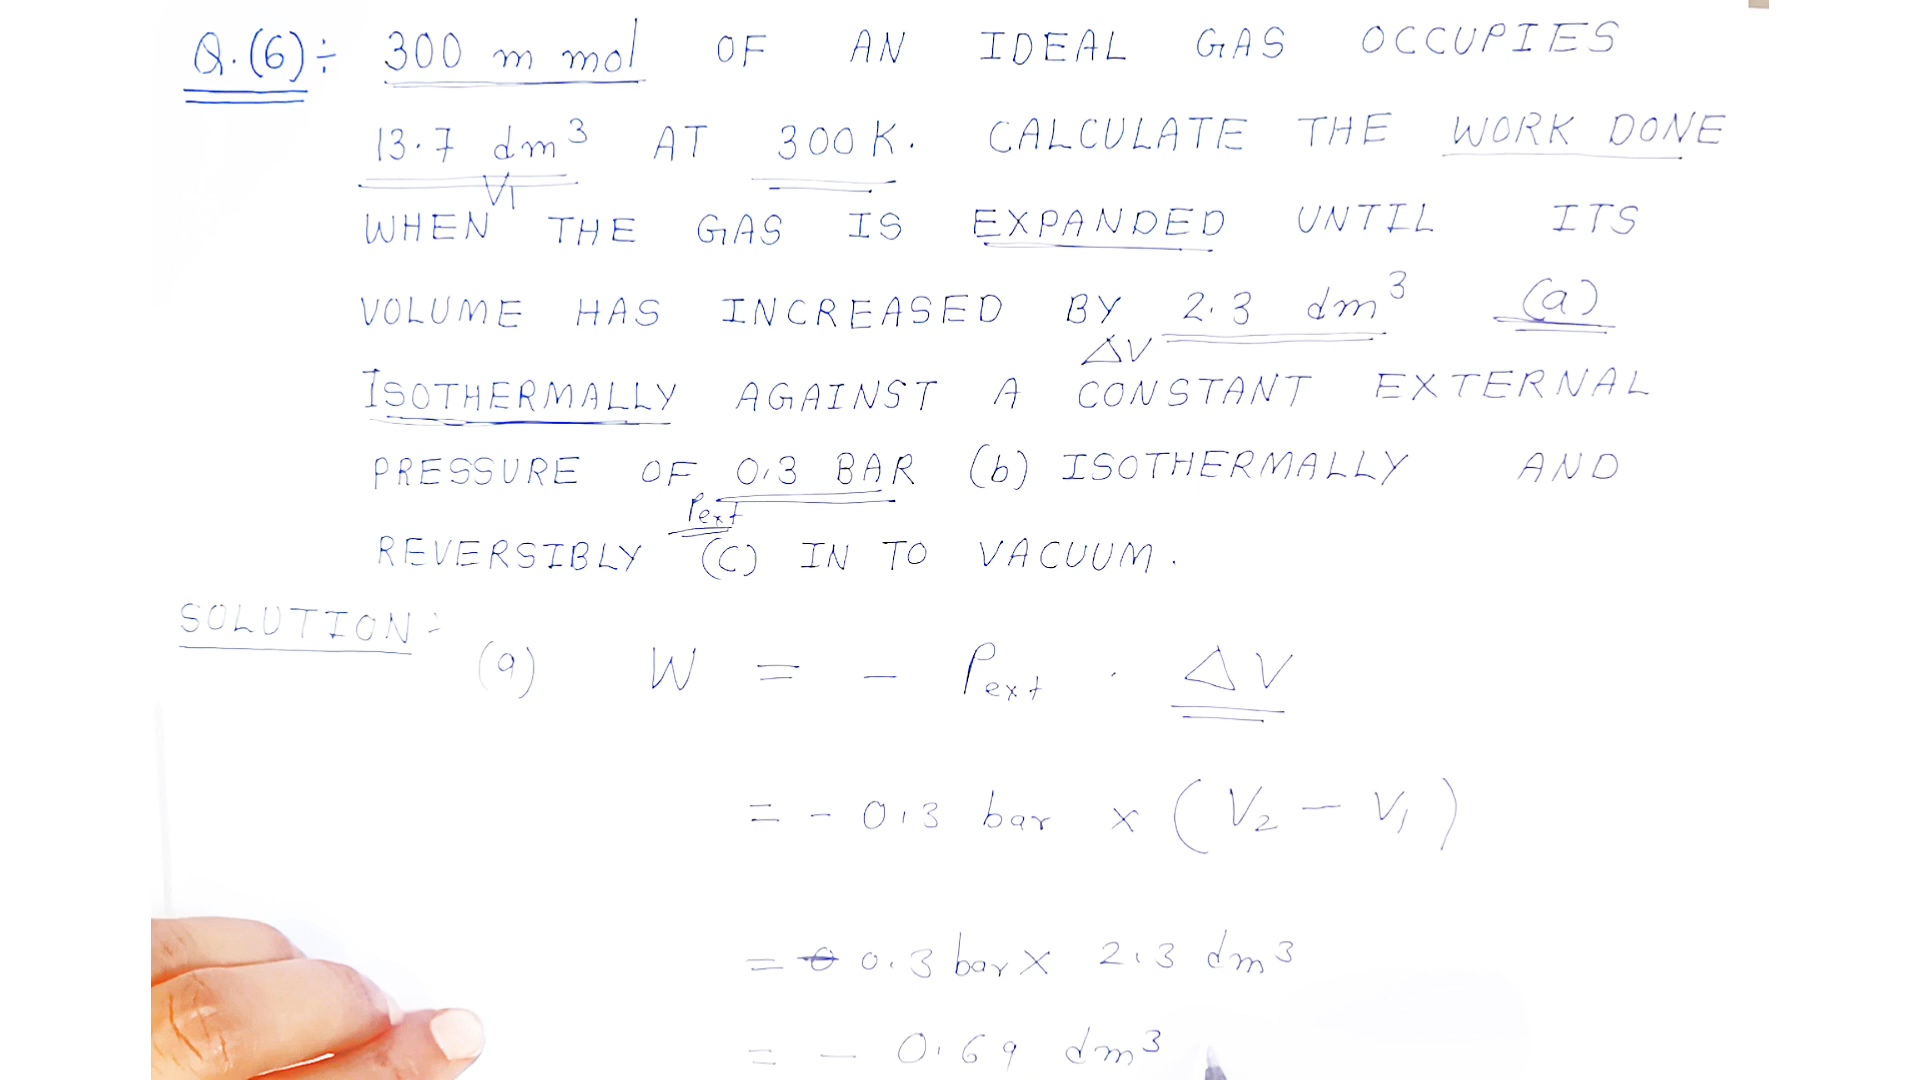 Q.(6)÷ 300 m mol OF AN IDEAL GAS OCCUPIES
13.7 dm³ AT 300K. CALCULATE THE WORK DONE
V1
WHEN THE GAS IS EXPANDED UNTIL ITS
VOLUME HAS INCREASED BY 2.3 dm³ (a)
ΔV
ISOTHERMALLY AGAINST A CONSTANT EXTERNAL
PRESSURE OF 0.3 BAR (b) ISOTHERMALLY AND
Pext
REVERSIBLY (C) IN TO VACUUM.
SOLUTION:-
(a) W = - Pext . ΔV
= - 0.3 bar × (V₂ - V₁)
= - 0.3 bar × 2.3 dm³
= - 0.69 dm³